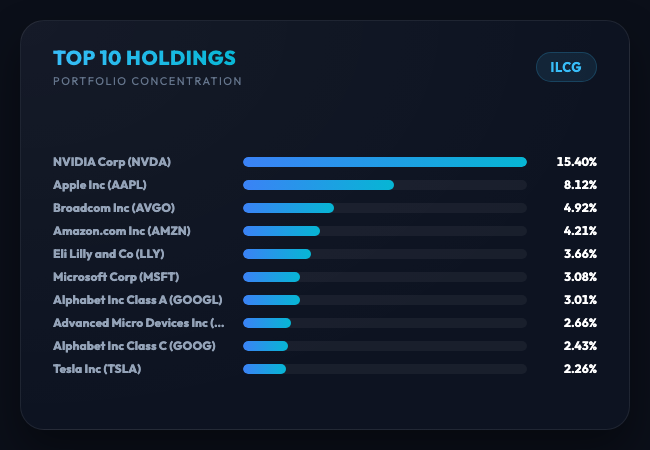 TOP 10 HOLDINGS
PORTFOLIO CONCENTRATION
ILCG
NVIDIA Corp (NVDA) 15.40%
Apple Inc (AAPL) 8.12%
Broadcom Inc (AVGO) 4.92%
Amazon.com Inc (AMZN) 4.21%
Eli Lilly and Co (LLY) 3.66%
Microsoft Corp (MSFT) 3.08%
Alphabet Inc Class A (GOOGL) 3.01%
Advanced Micro Devices Inc (... 2.66%
Alphabet Inc Class C (GOOG) 2.43%
Tesla Inc (TSLA) 2.26%